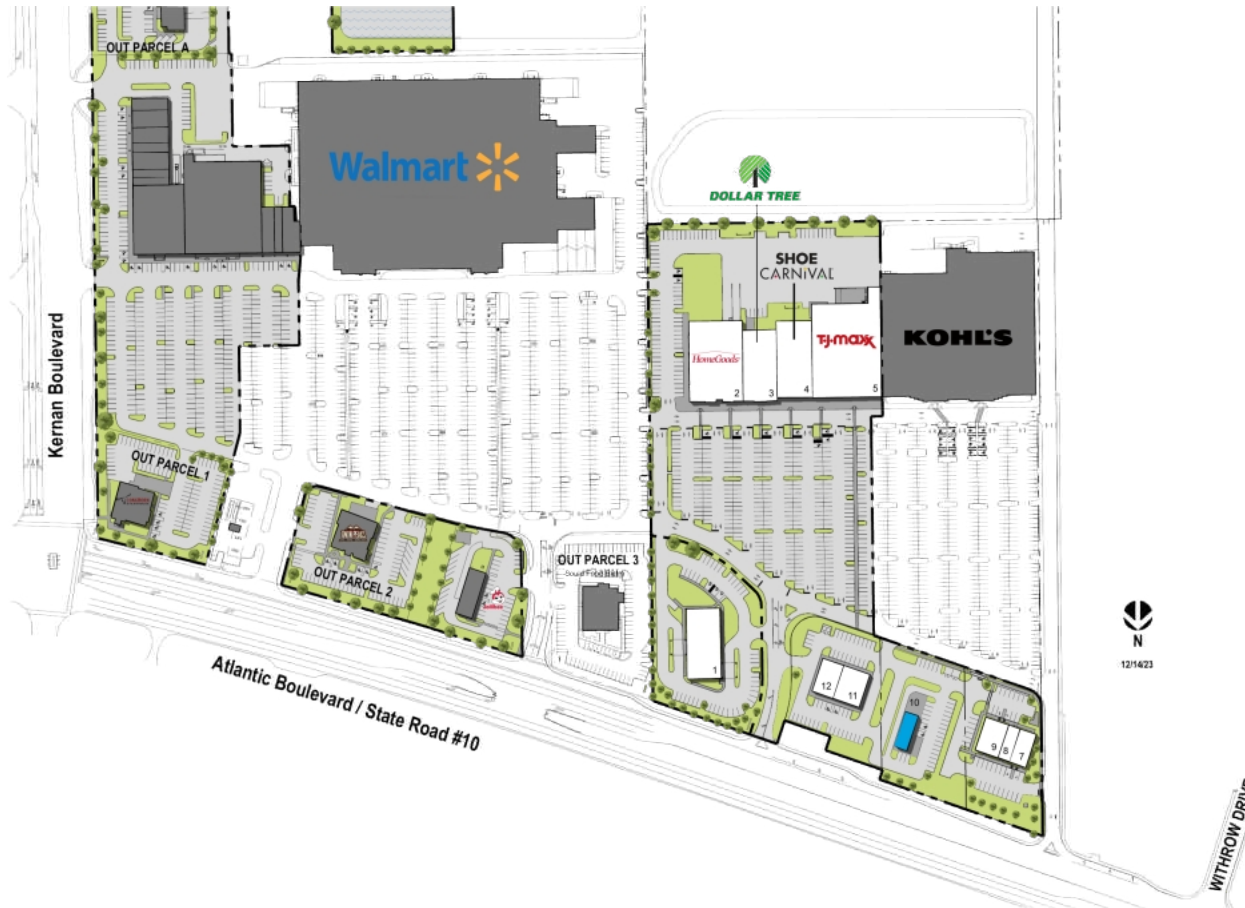 OUT PARCEL A
Walmart
DOLLAR TREE
SHOE
CARNIVAL
HomeGoods
T.J.maxx
KOHL'S
2
3
4
5
Kernan Boulevard
OUT PARCEL 1
OUT PARCEL 2
OUT PARCEL 3
1
12
11
10
9
8
7
N
12/14/23
Atlantic Boulevard / State Road #10
WITHROW DRIVE